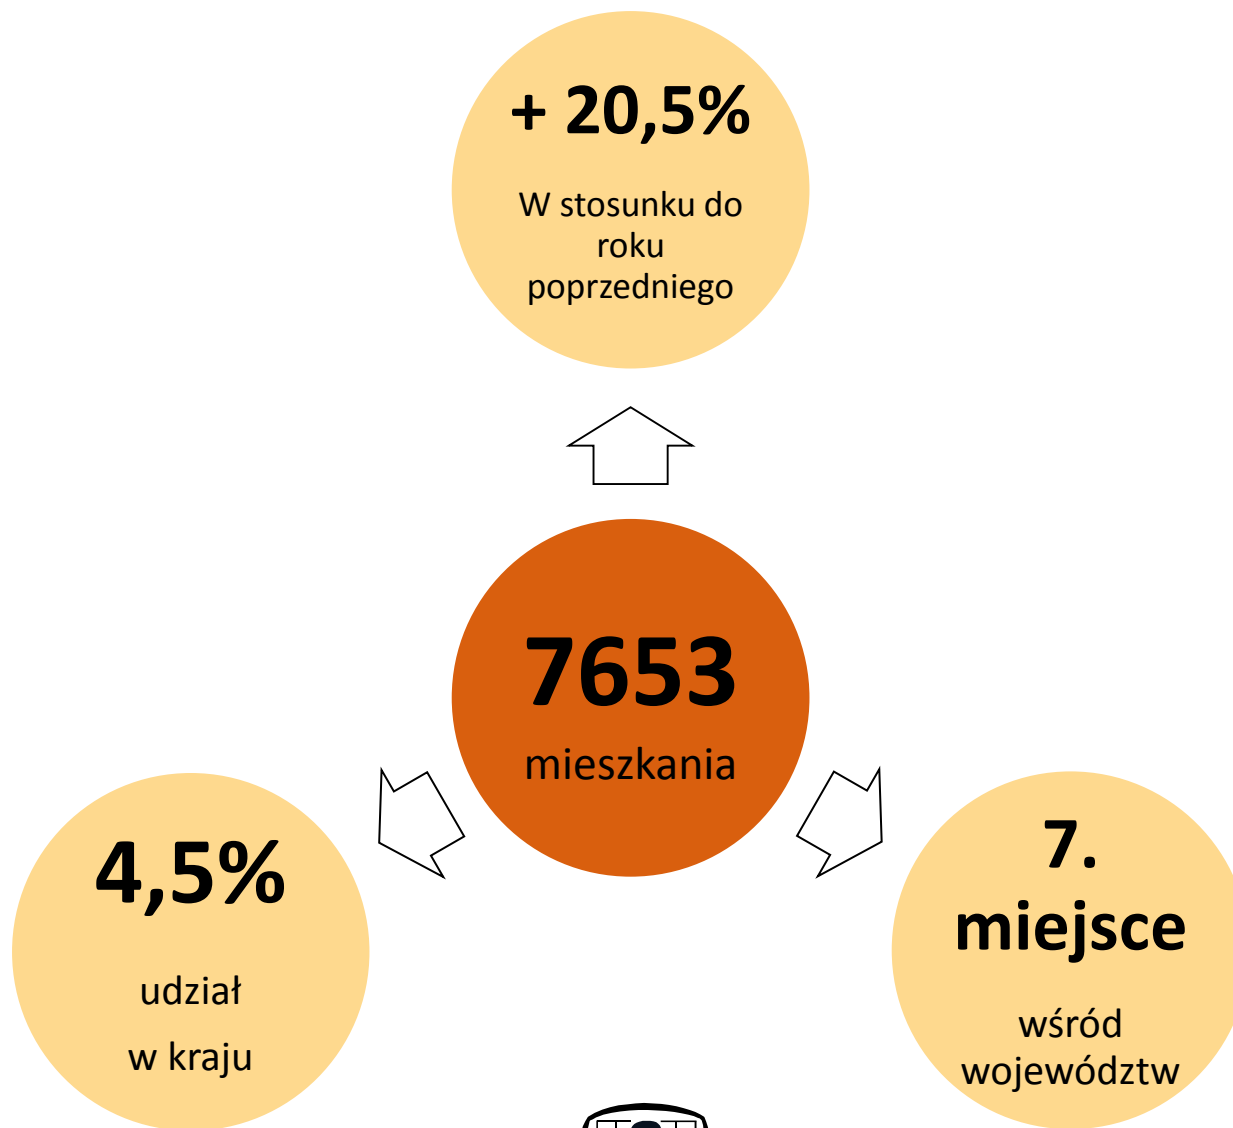 + 20,5%
W stosunku do
roku
poprzedniego
7653
mieszkania
4,5%
udział
w kraju
7.
miejsce
wśród
województw